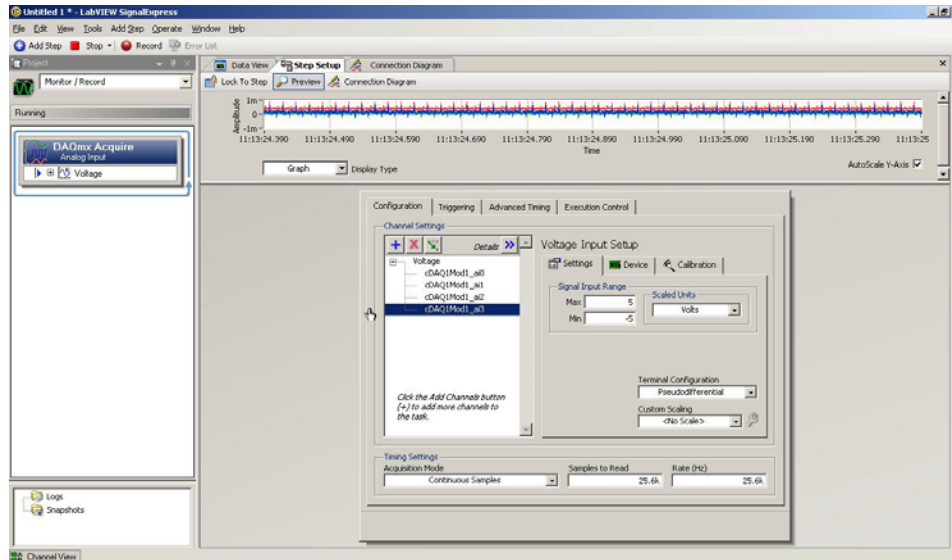 Untitled 1 * - LabVIEW SignalExpress
File Edit View Tools Add Step Operate Window Help
Add Step Stop Record Error List
Project
Monitor / Record
Running
DAQmx Acquire
Analog Input
Voltage
Logs
Snapshots
Channel View
Data View Step Setup Connection Diagram
Lock To Step Preview Connection Diagram
Amplitude
1m
0
-1m
11:13:24.390 11:13:24.490 11:13:24.590 11:13:24.690 11:13:24.790 11:13:24.890 11:13:24.990 11:13:25.090 11:13:25.190 11:13:25.290 11:13:25
Time
Graph Display Type AutoScale Y-Axis
Configuration Triggering Advanced Timing Execution Control
Channel Settings
Details
Voltage
cDAQ1Mod1_ai0
cDAQ1Mod1_ai1
cDAQ1Mod1_ai2
cDAQ1Mod1_ai3
Click the Add Channels button
(+) to add more channels to
the task.
Voltage Input Setup
Settings Device Calibration
Signal Input Range
Max 5
Min -5
Scaled Units
Volts
Terminal Configuration
Pseudodifferential
Custom Scaling
<No Scale>
Timing Settings
Acquisition Mode Samples to Read Rate (Hz)
Continuous Samples 25.6k 25.6k